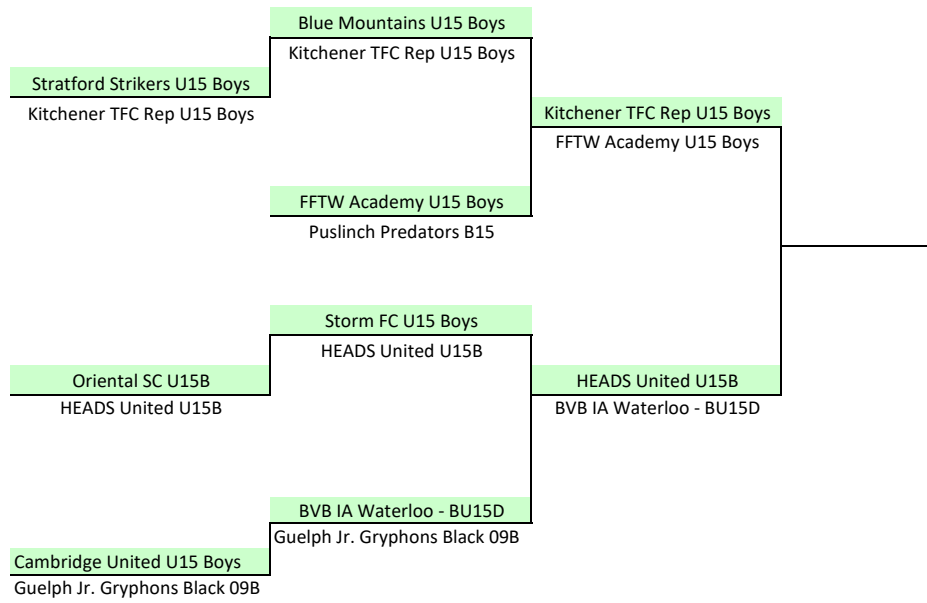 Blue Mountains U15 Boys
Kitchener TFC Rep U15 Boys
Stratford Strikers U15 Boys
Kitchener TFC Rep U15 Boys
Kitchener TFC Rep U15 Boys
FFTW Academy U15 Boys
FFTW Academy U15 Boys
Puslinch Predators B15
Storm FC U15 Boys
HEADS United U15B
Oriental SC U15B
HEADS United U15B
HEADS United U15B
BVB IA Waterloo - BU15D
BVB IA Waterloo - BU15D
Guelph Jr. Gryphons Black 09B
Cambridge United U15 Boys
Guelph Jr. Gryphons Black 09B